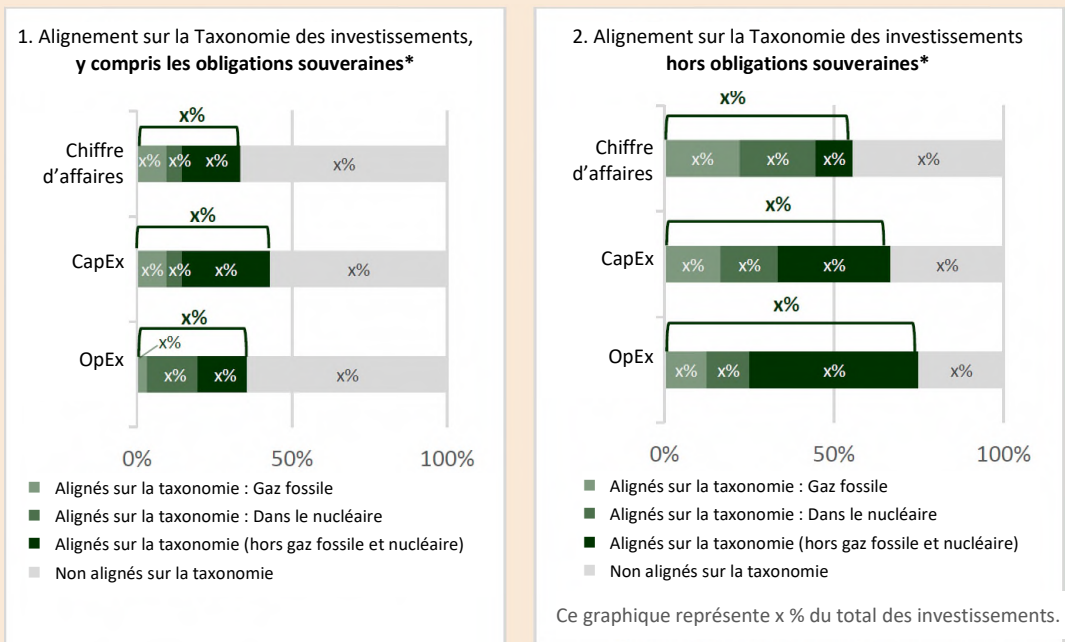 1. Alignement sur la Taxonomie des investissements,
y compris les obligations souveraines*
x%
Chiffre
d'affaires
x% x% x% x%
x%
CapEx
x% x% x% x%
x%
x%
OpEx
x% x% x%
0% 50% 100%
Alignés sur la taxonomie : Gaz fossile
Alignés sur la taxonomie : Dans le nucléaire
Alignés sur la taxonomie (hors gaz fossile et nucléaire)
Non alignés sur la taxonomie
2. Alignement sur la Taxonomie des investissements
hors obligations souveraines*
x%
Chiffre
d'affaires
x% x% x% x%
x%
CapEx
x% x% x% x%
x%
OpEx
x% x% x% x%
0% 50% 100%
Alignés sur la taxonomie : Gaz fossile
Alignés sur la taxonomie : Dans le nucléaire
Alignés sur la taxonomie (hors gaz fossile et nucléaire)
Non alignés sur la taxonomie
Ce graphique représente x % du total des investissements.